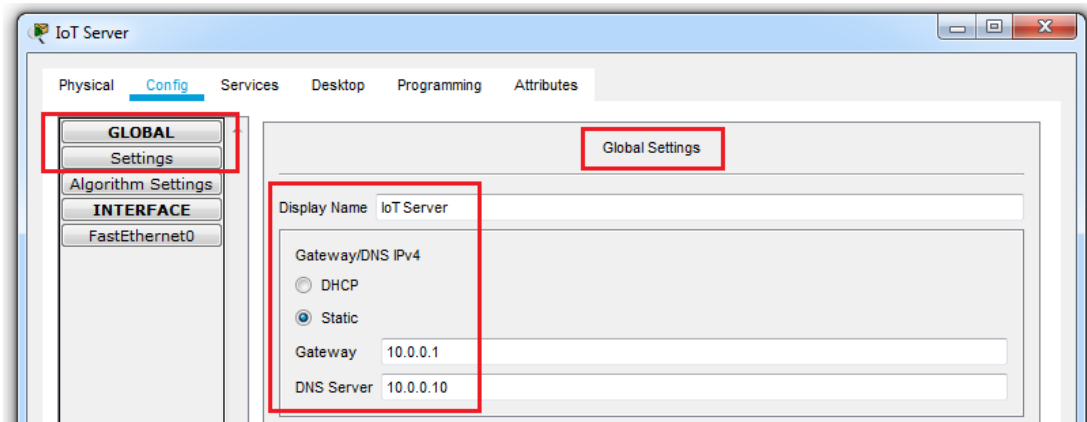 IoT Server
Physical Config Services Desktop Programming Attributes
GLOBAL
Settings
Algorithm Settings
INTERFACE
FastEthernet0
Global Settings
Display Name IoT Server
Gateway/DNS IPv4
DHCP
Static
Gateway 10.0.0.1
DNS Server 10.0.0.10